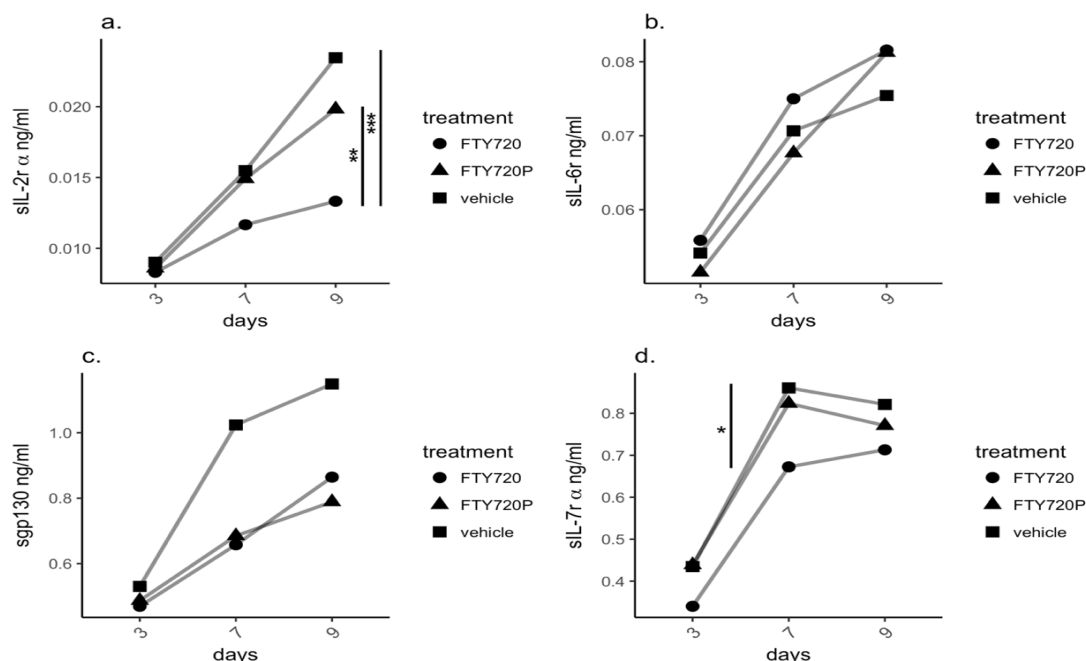 a.
sIL-2r α ng/ml
0.020
0.015
0.010
3
7
9
days
**
***
treatment
FTY720
FTY720P
vehicle
b.
sIL-6r ng/ml
0.08
0.07
0.06
3
7
9
days
treatment
FTY720
FTY720P
vehicle
c.
sgp130 ng/ml
1.0
0.8
0.6
3
7
9
days
treatment
FTY720
FTY720P
vehicle
d.
sIL-7r α ng/ml
0.8
0.7
0.6
0.5
0.4
*
3
7
9
days
treatment
FTY720
FTY720P
vehicle